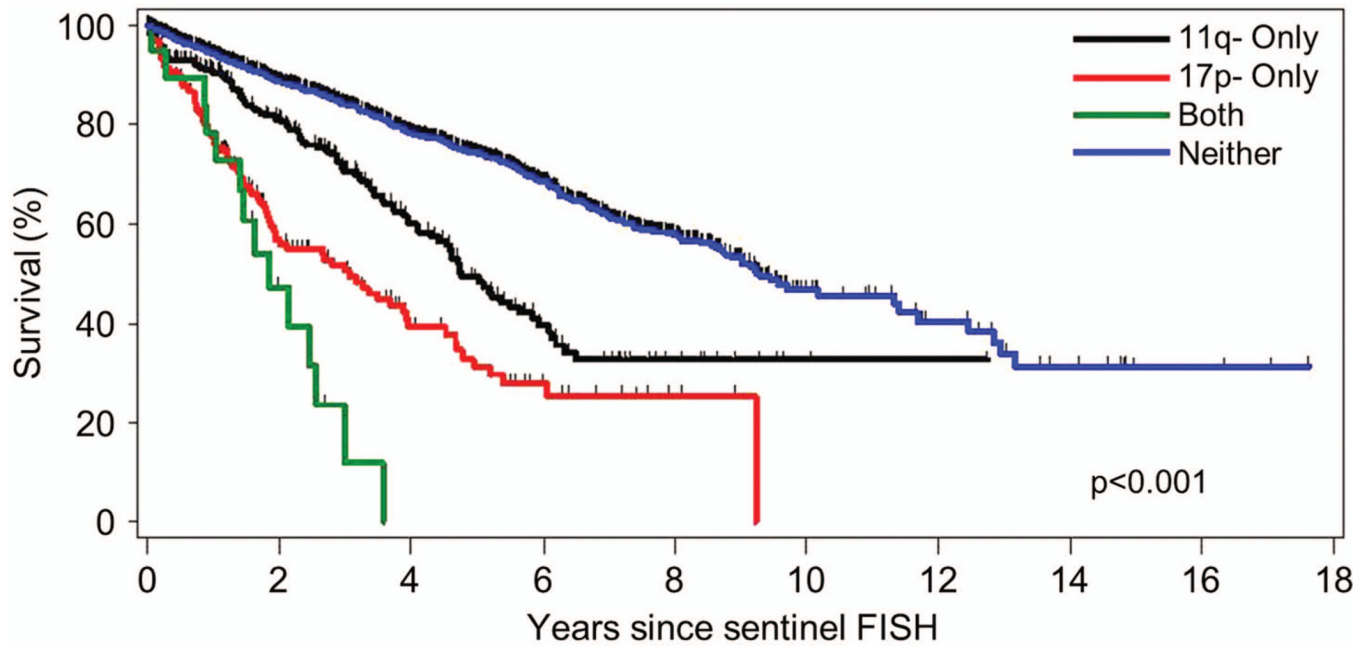 100
80
60
40
20
0
Survival (%)
11q- Only
17p- Only
Both
Neither
p<0.001
0 2 4 6 8 10 12 14 16 18
Years since sentinel FISH